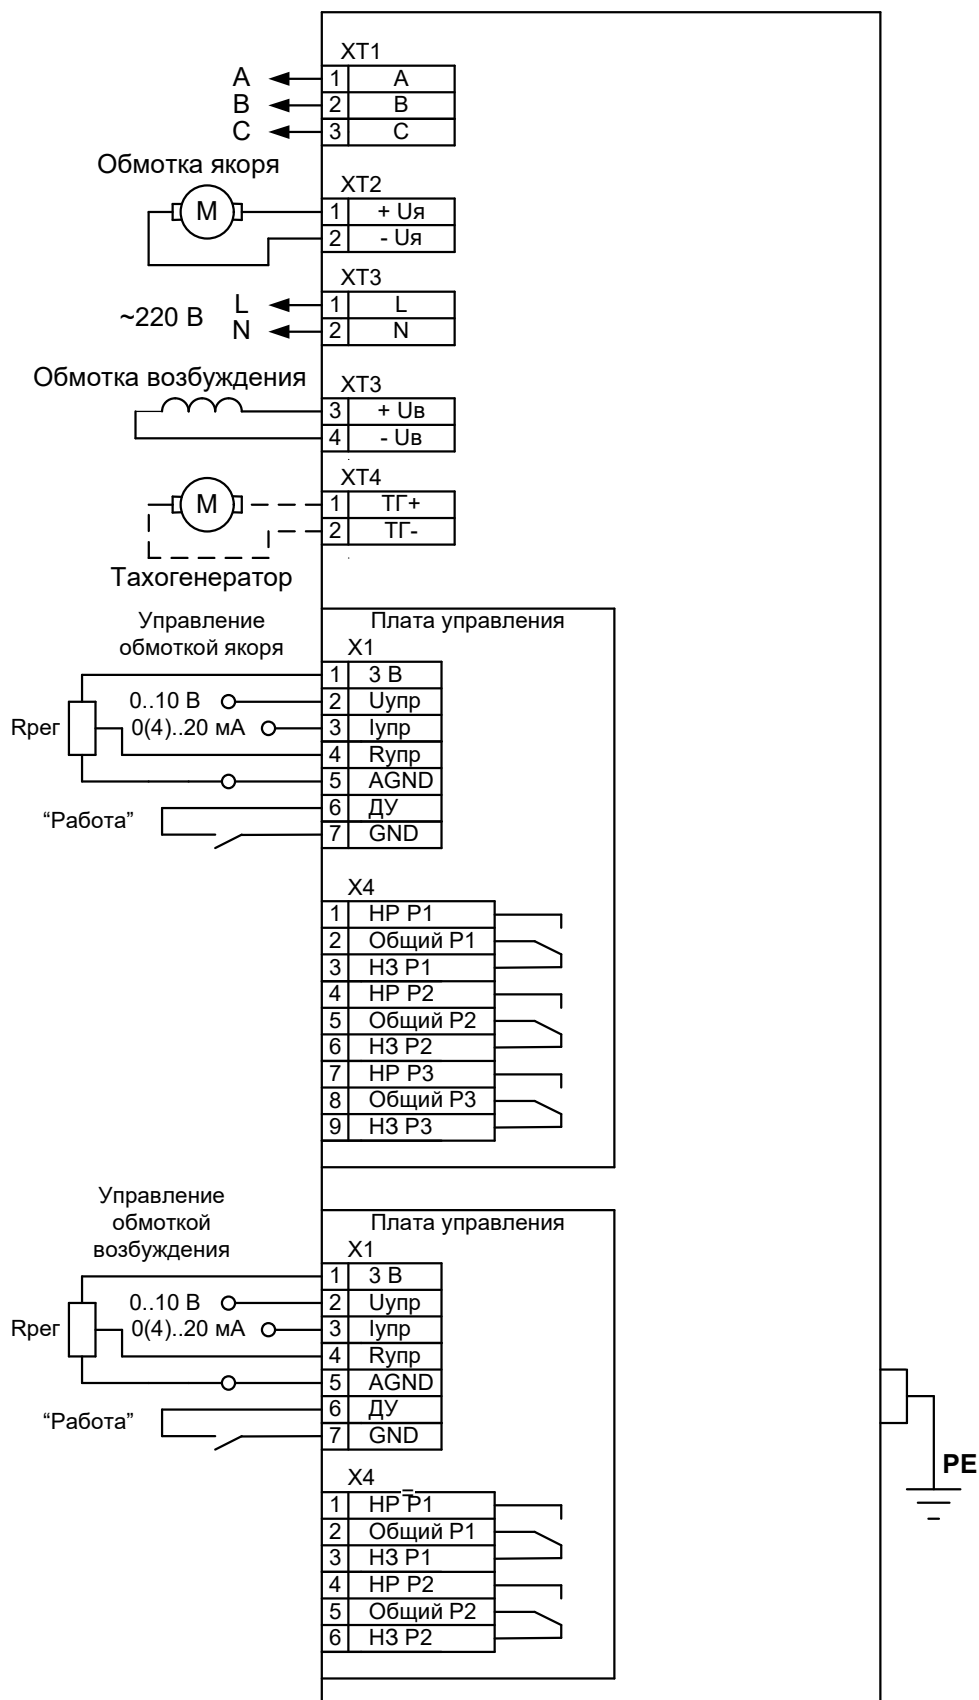 XT1
A 1 A
B 2 B
C 3 C
Обмотка якоря
XT2
M 1 + Uя
2 - Uя
XT3
~220 В
L 1 L
N 2 N
Обмотка возбуждения
XT3
3 + Uв
4 - Uв
XT4
M 1 ТГ+
2 ТГ-
Тахогенератор
Управление
обмоткой якоря
Плата управления
X1
1 3 В
0..10 В 2 Uупр
Rрег 0(4)..20 мА 3 Iупр
4 Rупр
5 AGND
“Работа” 6 ДУ
7 GND
X4
1 НР Р1
2 Общий Р1
3 НЗ Р1
4 НР Р2
5 Общий Р2
6 НЗ Р2
7 НР Р3
8 Общий Р3
9 НЗ Р3
Управление
обмоткой
возбуждения
Плата управления
X1
1 3 В
0..10 В 2 Uупр
Rрег 0(4)..20 мА 3 Iупр
4 Rупр
5 AGND
“Работа” 6 ДУ
7 GND
PE
X4
=
1 НР Р1
2 Общий Р1
3 НЗ Р1
4 НР Р2
5 Общий Р2
6 НЗ Р2